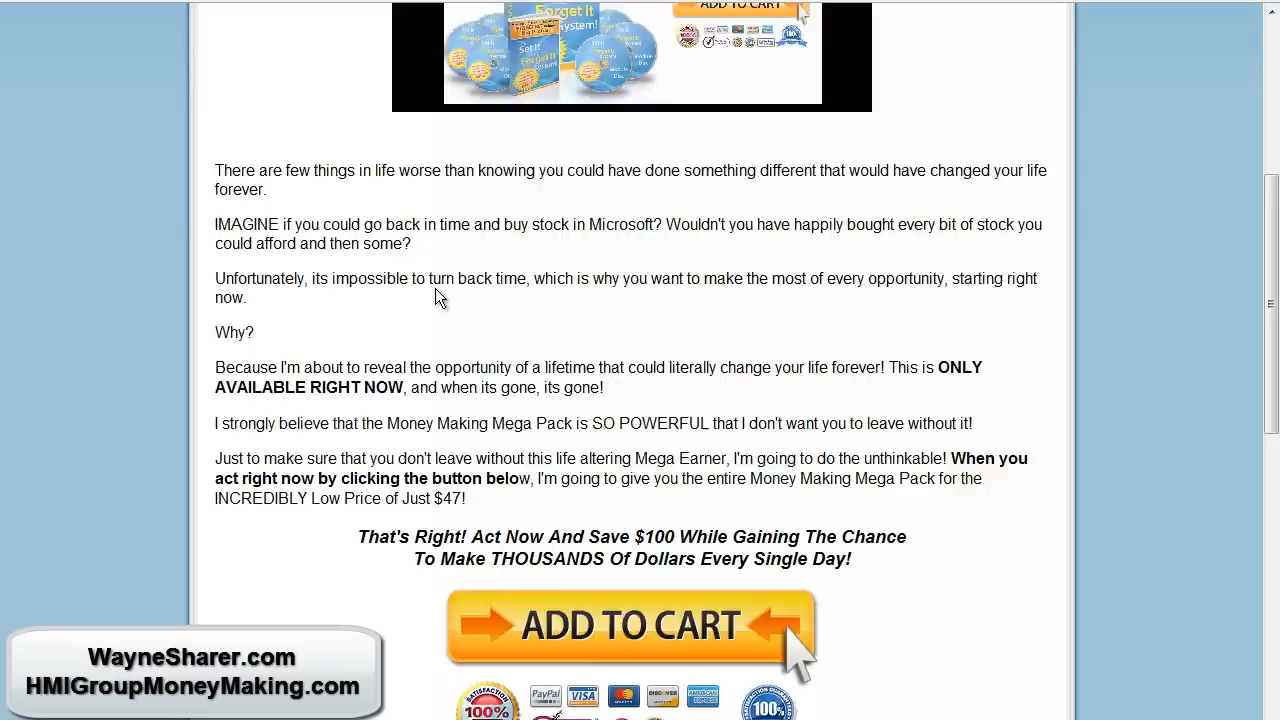 ADD TO CART
Forget It
System!
Set It
Forget It
System!
100%
There are few things in life worse than knowing you could have done something different that would have changed your life
forever.
IMAGINE if you could go back in time and buy stock in Microsoft? Wouldn't you have happily bought every bit of stock you
could afford and then some?
Unfortunately, its impossible to turn back time, which is why you want to make the most of every opportunity, starting right
now.
Why?
Because I'm about to reveal the opportunity of a lifetime that could literally change your life forever! This is ONLY
AVAILABLE RIGHT NOW, and when its gone, its gone!
I strongly believe that the Money Making Mega Pack is SO POWERFUL that I don't want you to leave without it!
Just to make sure that you don't leave without this life altering Mega Earner, I'm going to do the unthinkable! When you
act right now by clicking the button below, I'm going to give you the entire Money Making Mega Pack for the
INCREDIBLY Low Price of Just $47!
That's Right! Act Now And Save $100 While Gaining The Chance
To Make THOUSANDS Of Dollars Every Single Day!
ADD TO CART
WayneSharer.com
HMIGroupMoneyMaking.com
SATISFACTION
100%
PayPal
VISA
DISCOVER
100%